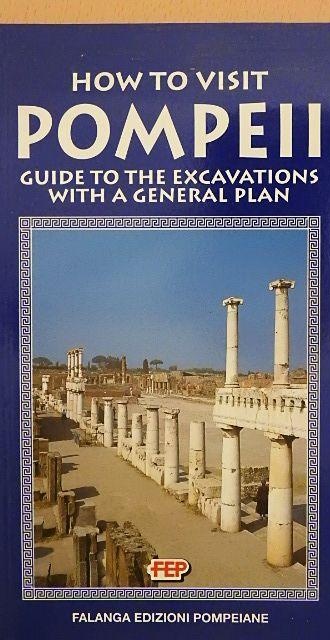 HOW TO VISIT
POMPEII
GUIDE TO THE EXCAVATIONS
WITH A GENERAL PLAN
FEP
FALANGA EDIZIONI POMPEIANE